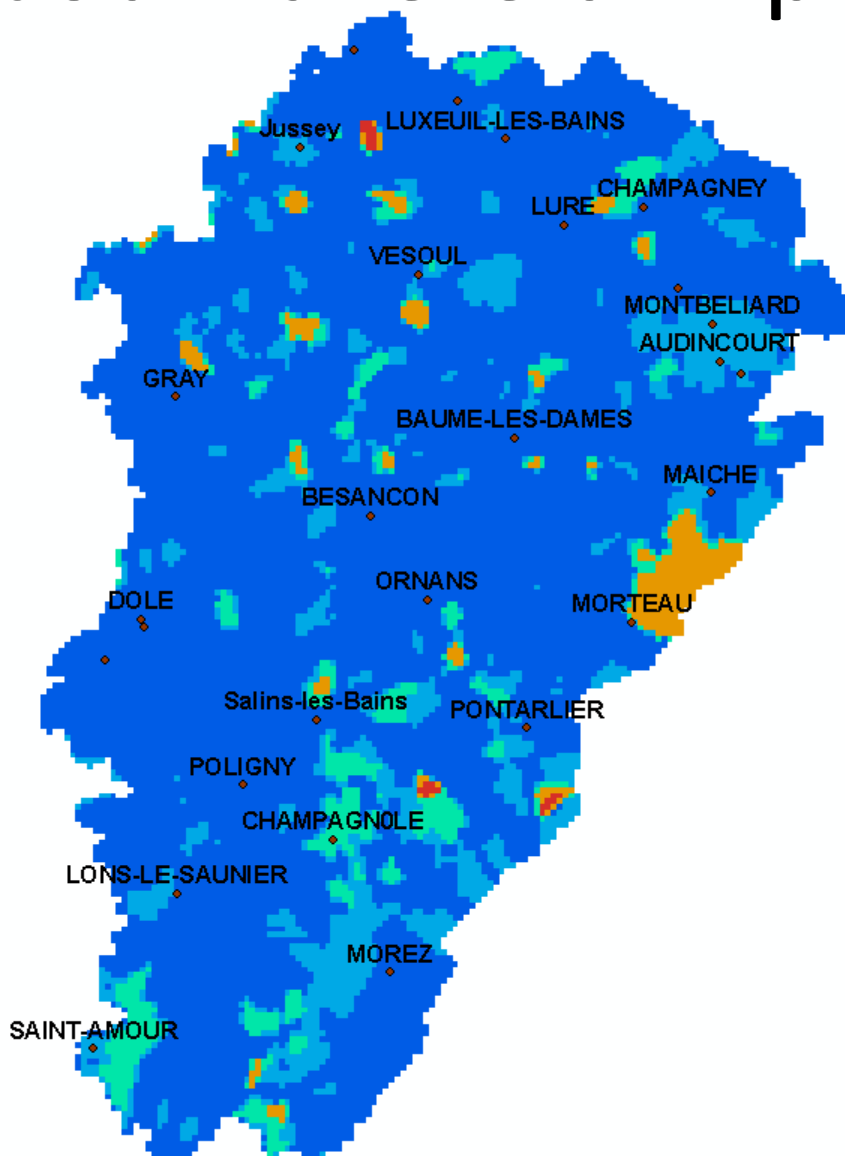 Jussey
LUXEUIL-LES-BAINS
CHAMPAGNEY
LURE
VESOUL
MONTBELIARD
AUDINCOURT
GRAY
BAUME-LES-DAMES
MAICHE
BESANCON
ORNANS
DOLE
MORTEAU
Salins-les-Bains
PONTARLIER
POLIGNY
CHAMPAGN0LE
LONS-LE-SAUNIER
MOREZ
SAINT-AMOUR